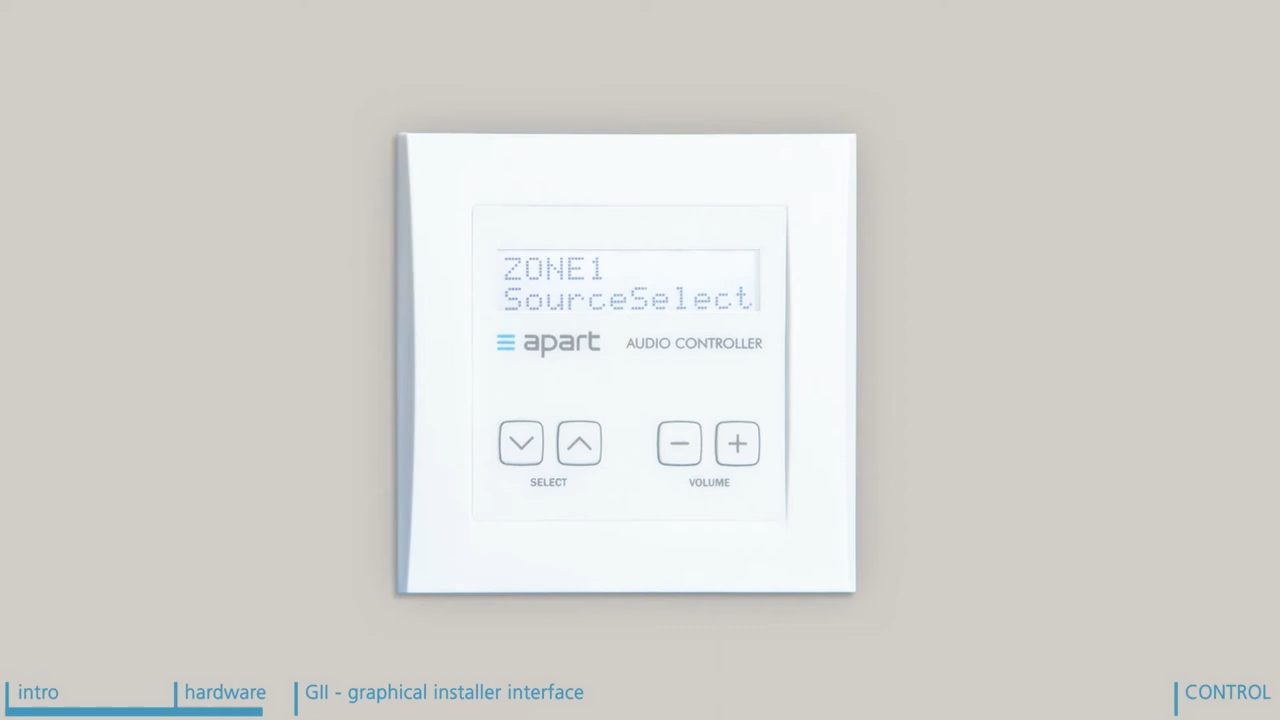 ZONE1
SourceSelect
apart AUDIO CONTROLLER
SELECT VOLUME
intro hardware GII - graphical installer interface CONTROL